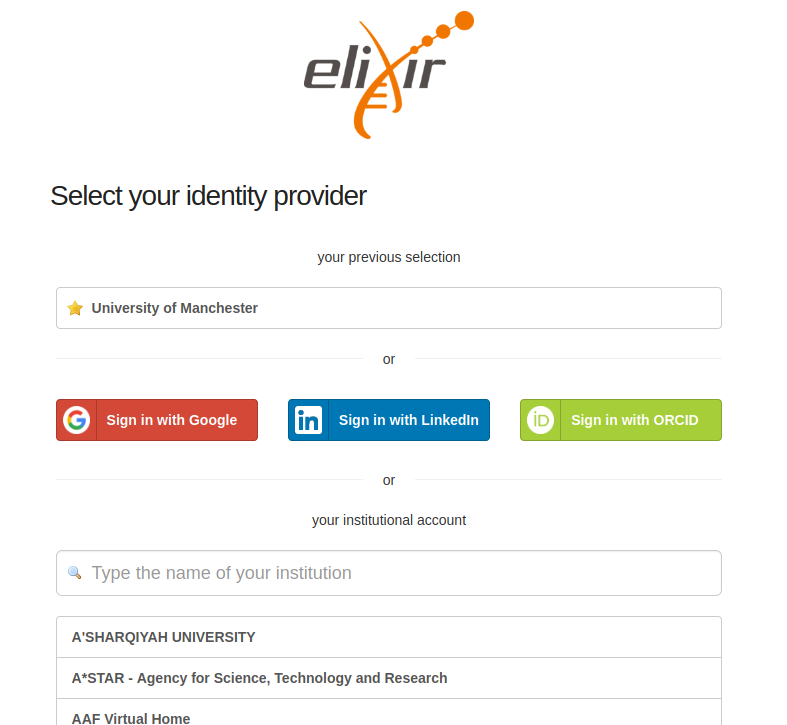 elixir
Select your identity provider
your previous selection
University of Manchester
or
Sign in with Google
Sign in with LinkedIn
Sign in with ORCID
or
your institutional account
Type the name of your institution
A'SHARQIYAH UNIVERSITY
A*STAR - Agency for Science, Technology and Research
AAF Virtual Home